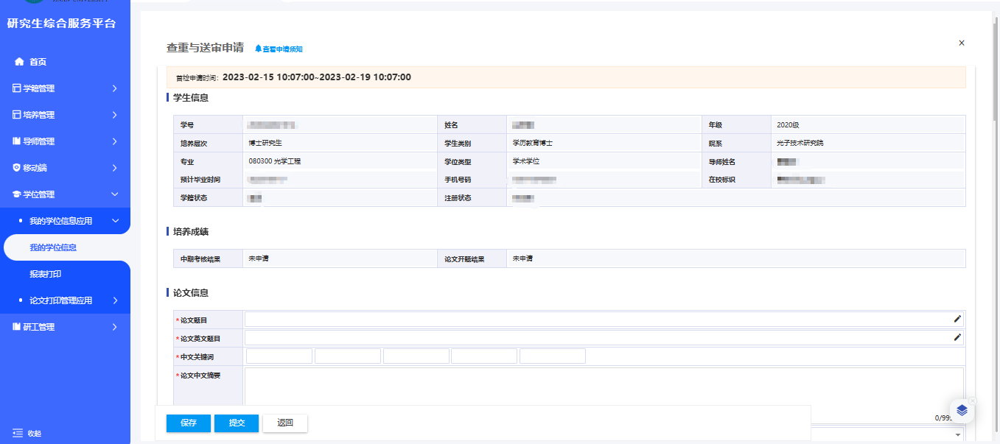 研究生综合服务平台
首页
学籍管理
培养管理
导师管理
移动端
学位管理
我的学位信息应用
我的学位信息
报表打印
论文打印管理应用
研工管理
收起
查重与送审申请 查看申请须知
首检申请时间: 2023-02-15 10:07:00~2023-02-19 10:07:00
学生信息
学号 姓名 年级 2020级
培养层次 博士研究生 学生类别 学历教育博士 院系 光子技术研究院
专业 080300 光学工程 学位类型 学术学位 导师姓名
预计毕业时间 手机号码 在校标识
学籍状态 注册状态
培养成绩
中期考核结果 未申请 论文开题结果 未申请
论文信息
*论文题目
*论文英文题目
*中文关键词
*论文中文摘要
保存 提交 返回